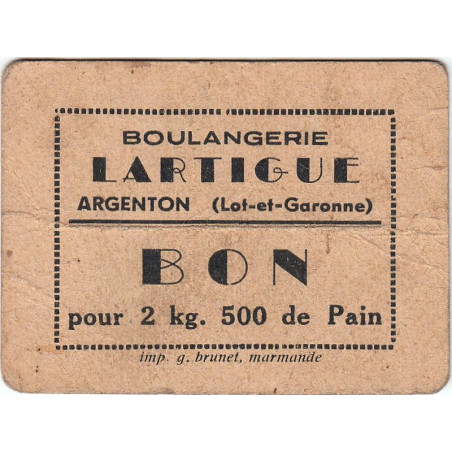 BOULANGERIE
LARTIGUE
ARGENTON (Lot-et-Garonne)
BON
pour 2 kg. 500 de Pain
imp. g. brunet, marmande